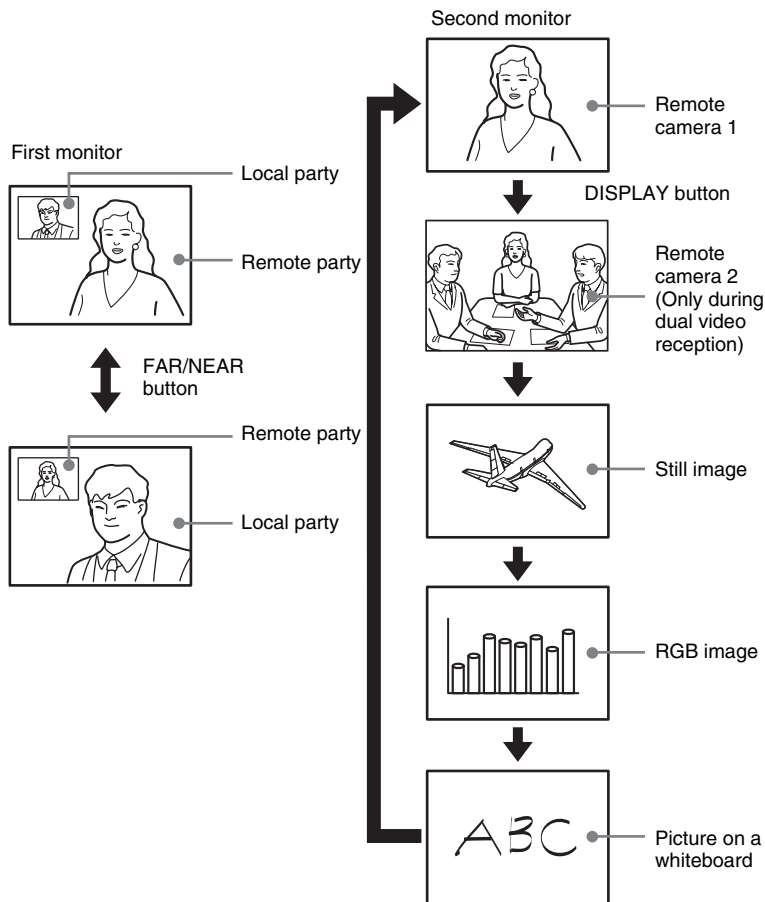 First monitor
Local party
Remote party
FAR/NEAR
button
Remote party
Local party
Second monitor
Remote
camera 1
DISPLAY button
Remote
camera 2
(Only during
dual video
reception)
Still image
RGB image
ABC
Picture on a
whiteboard